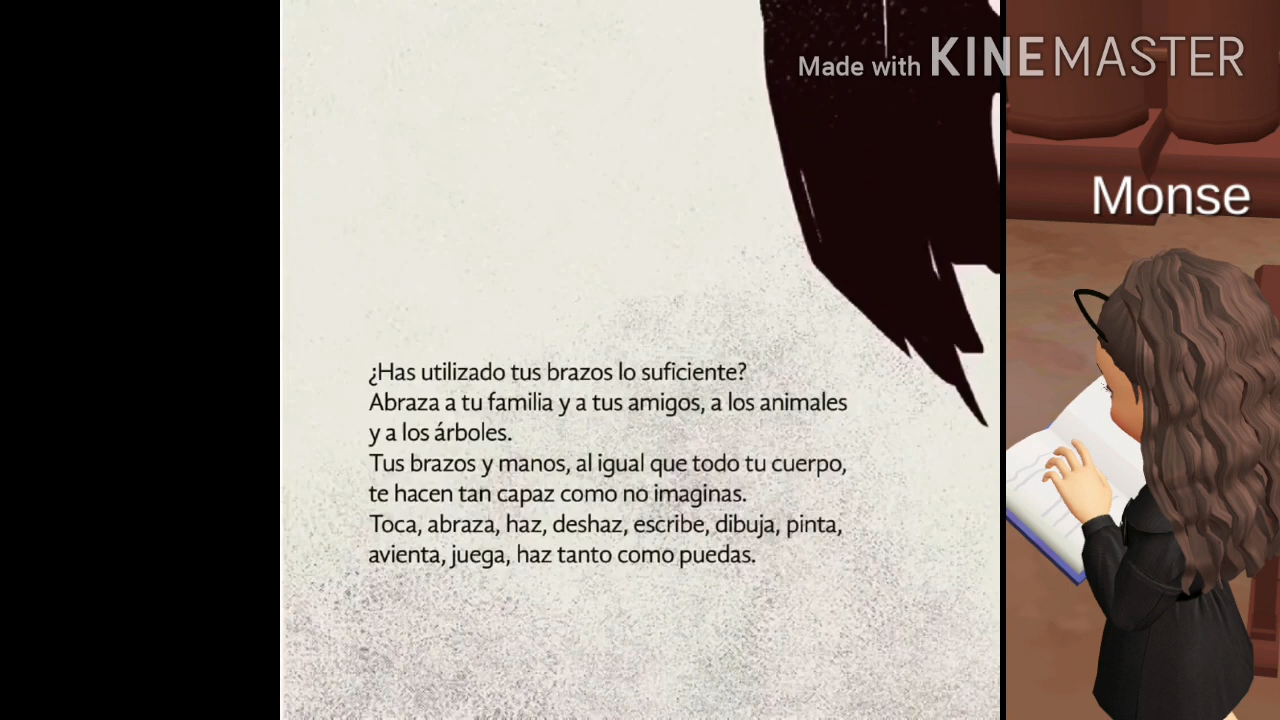 Made with KINEMASTER
Monse
¿Has utilizado tus brazos lo suficiente?
Abraza a tu familia y a tus amigos, a los animales
y a los árboles.
Tus brazos y manos, al igual que todo tu cuerpo,
te hacen tan capaz como no imaginas.
Toca, abraza, haz, deshaz, escribe, dibuja, pinta,
avienta, juega, haz tanto como puedas.